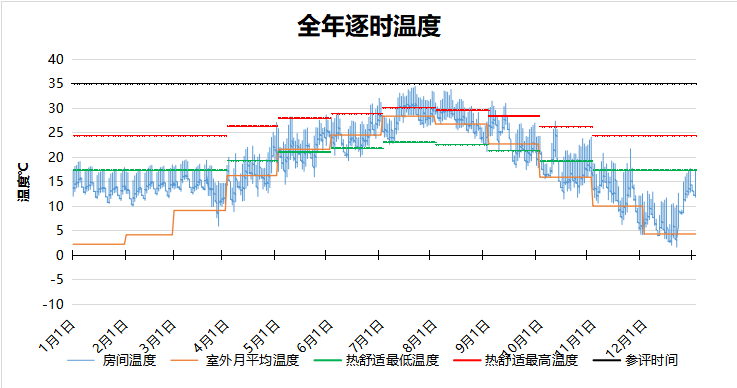 全年逐时温度
40
35
30
25
20
15
10
5
0
-5
-10
温度℃
1月1日
2月1日
3月1日
4月1日
5月1日
6月1日
7月1日
8月1日
9月1日
10月1日
11月1日
12月1日
房间温度 室外月平均温度 热舒适最低温度 热舒适最高温度 参评时间